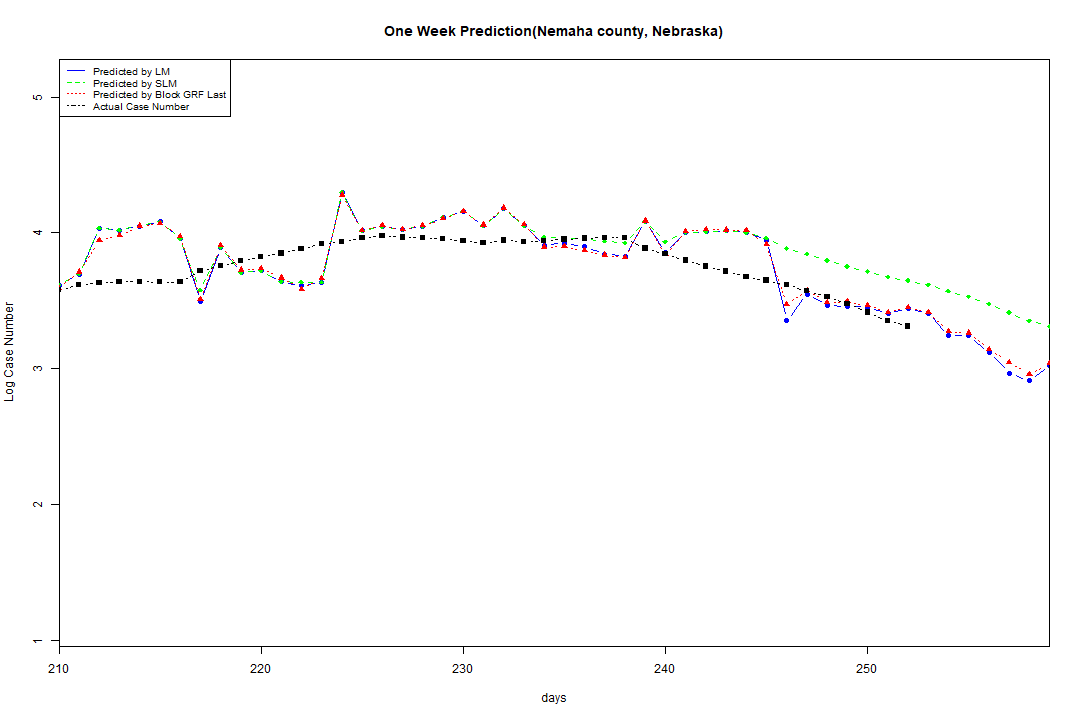 One Week Prediction(Nemaha county, Nebraska)
Predicted by LM
Predicted by SLM
Predicted by Block GRF Last
Actual Case Number
5
4
3
2
1
Log Case Number
210 220 230 240 250
days